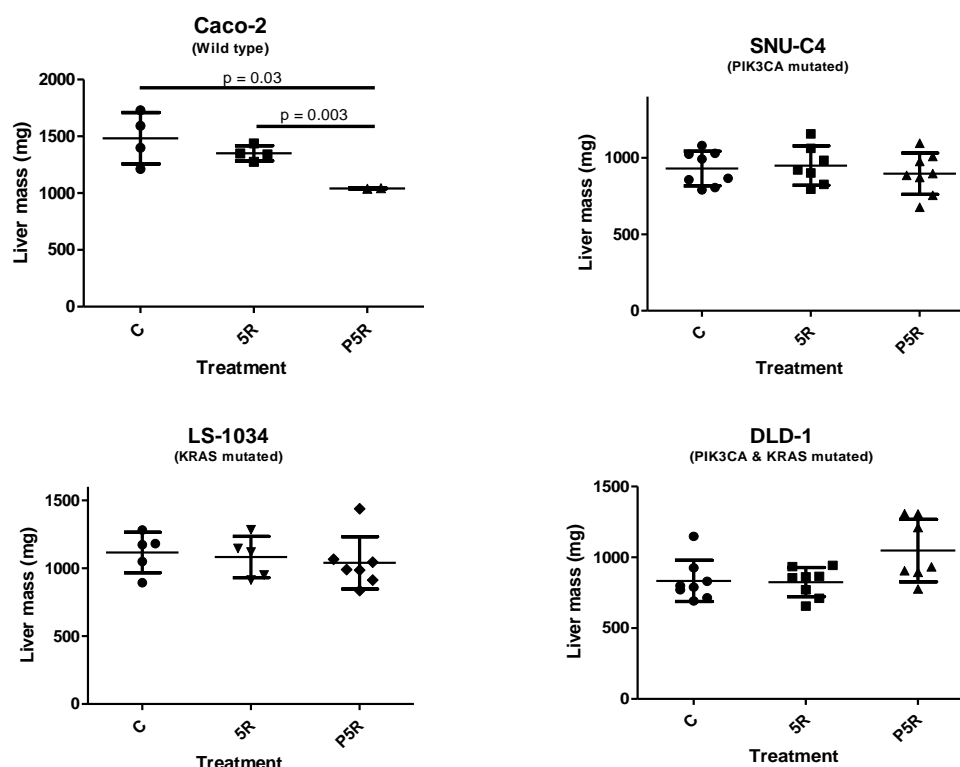 Caco-2
(Wild type)
p = 0.03
p = 0.003
2000
1500
1000
500
0
Liver mass (mg)
C
5R
P5R
Treatment
SNU-C4
(PIK3CA mutated)
1000
500
0
Liver mass (mg)
C
5R
P5R
Treatment
LS-1034
(KRAS mutated)
1500
1000
500
0
Liver mass (mg)
C
5R
P5R
Treatment
DLD-1
(PIK3CA & KRAS mutated)
1500
1000
500
0
Liver mass (mg)
C
5R
P5R
Treatment